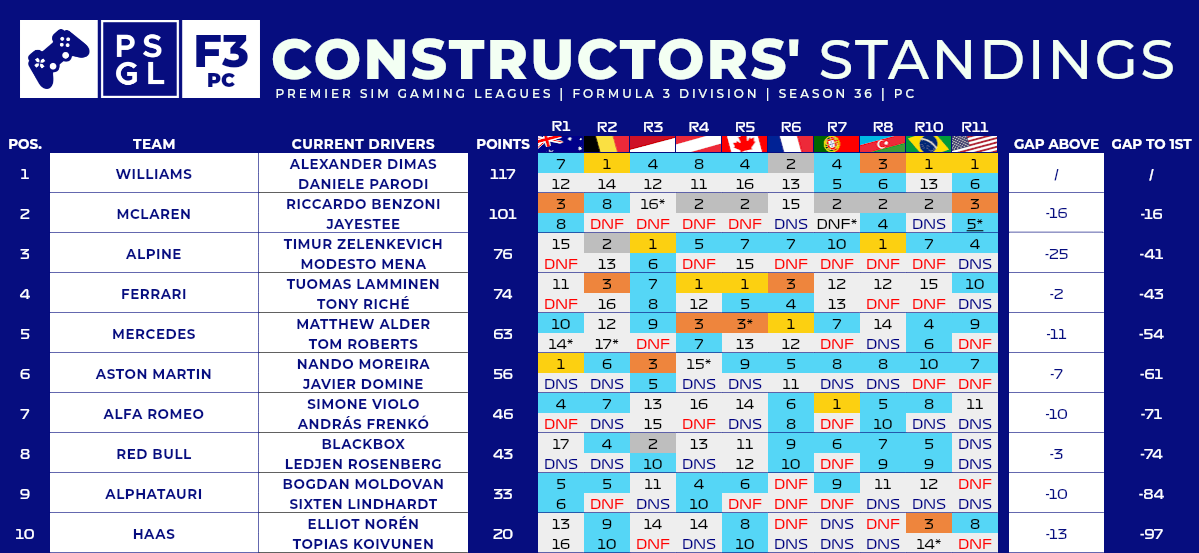 PS
GL
F3
PC
CONSTRUCTORS' STANDINGS
PREMIER SIM GAMING LEAGUES | FORMULA 3 DIVISION | SEASON 36 | PC
POS. TEAM CURRENT DRIVERS POINTS R1 R2 R3 R4 R5 R6 R7 R8 R10 R11 GAP ABOVE GAP TO 1ST
1 WILLIAMS 117 / /
ALEXANDER DIMAS 7 1 4 8 4 2 4 3 1 1
DANIELE PARODI 12 14 12 11 16 13 5 6 13 6
2 MCLAREN 101 -16 -16
RICCARDO BENZONI 3 8 16* 2 2 15 2 2 2 3
JAYESTEE 8 DNF DNF DNF DNF DNS DNF* 4 DNS 5*
3 ALPINE 76 -25 -41
TIMUR ZELENKEVICH 15 2 1 5 7 7 10 1 7 4
MODESTO MENA DNF 13 6 DNF 15 DNF DNF DNF DNF DNS
4 FERRARI 74 -2 -43
TUOMAS LAMMINEN 11 3 7 1 1 3 12 12 15 10
TONY RICHÉ DNF 16 8 12 5 4 13 DNF DNF DNS
5 MERCEDES 63 -11 -54
MATTHEW ALDER 10 12 9 3 3* 1 7 14 4 9
TOM ROBERTS 14* 17* DNF 7 13 12 DNF DNS 6 DNF
6 ASTON MARTIN 56 -7 -61
NANDO MOREIRA 1 6 3 15* 9 5 8 8 10 7
JAVIER DOMINE DNS DNS 5 DNS DNS 11 DNS DNS DNF DNF
7 ALFA ROMEO 46 -10 -71
SIMONE VIOLO 4 7 13 16 14 6 1 5 8 11
ANDRÁS FRENKÓ DNF DNS 15 DNF DNS 8 DNF 10 DNS DNS
8 RED BULL 43 -3 -74
BLACKBOX 17 4 2 13 11 9 6 7 5 DNS
LEDJEN ROSENBERG DNS DNS 10 DNS 12 10 DNF 9 9 DNS
9 ALPHATAURI 33 -10 -84
BOGDAN MOLDOVAN 5 5 11 4 6 DNF 9 11 12 DNF
SIXTEN LINDHARDT 6 DNF DNS 10 DNF DNF DNF DNS DNS DNS
10 HAAS 20 -13 -97
ELLIOT NORÉN 13 9 14 14 8 DNF DNS DNF 3 8
TOPIAS KOIVUNEN 16 10 DNF DNS 10 DNS DNS DNS 14* DNF